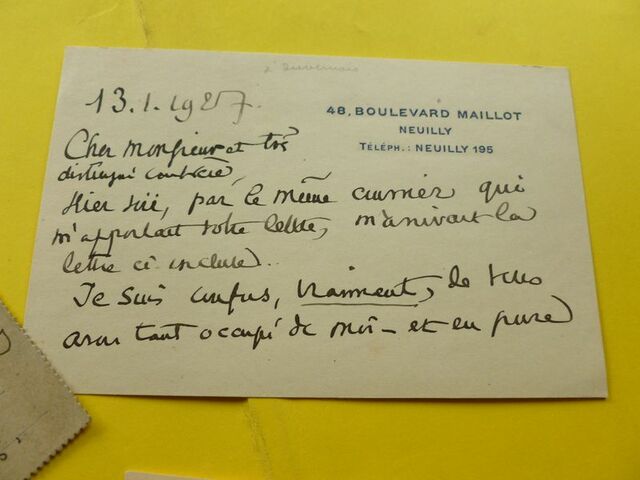 13.1.1927.
48, BOULEVARD MAILLOT
NEUILLY
TÉLÉPH.: NEUILLY 195
Cher monsieur et très
distingué confrère,
Hier soir, par le même courrier qui
m'apportait votre lettre, m'arrivait la
lettre ci incluse..
Je suis confus, vraiment, de vous
avoir tant occupé de moi – et en pure